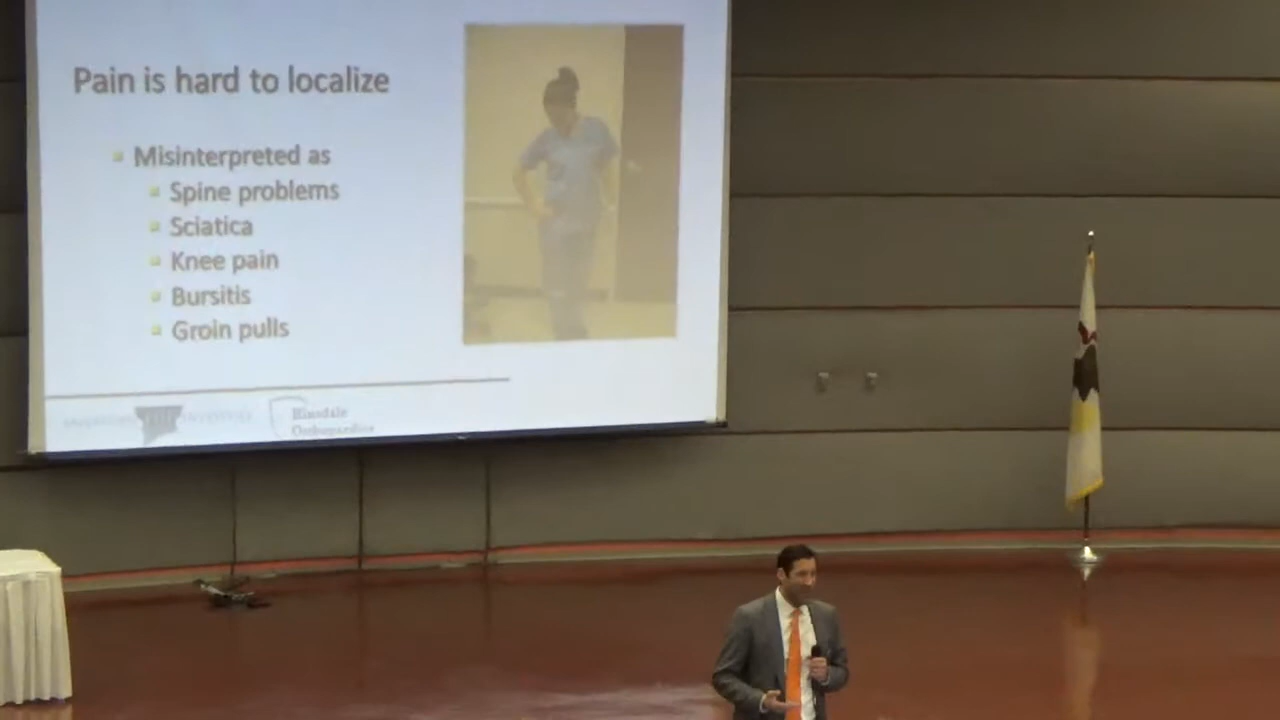 Pain is hard to localize
Misinterpreted as
Spine problems
Sciatica
Knee pain
Bursitis
Groin pulls
Hinsdale
Orthopaedics